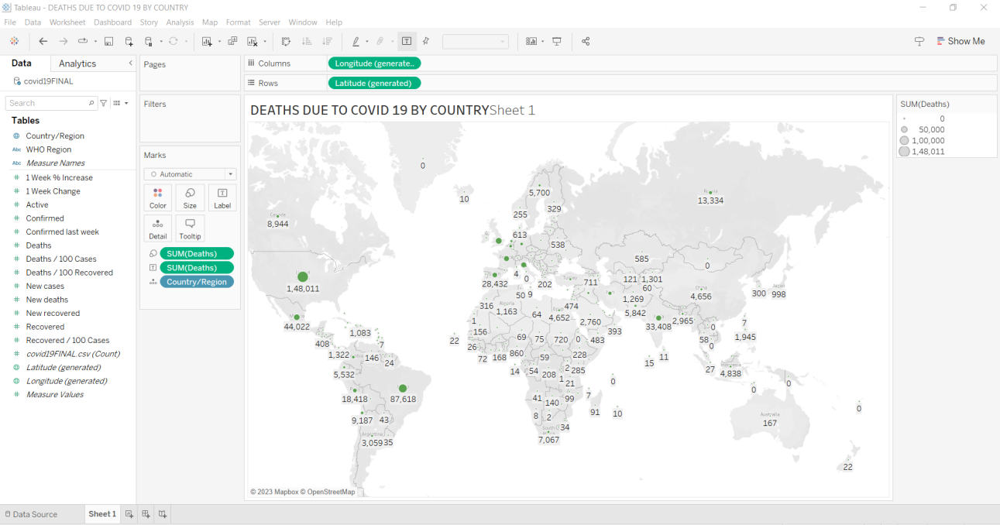 Tableau - DEATHS DUE TO COVID 19 BY COUNTRY
File Data Worksheet Dashboard Story Analysis Map Format Server Window Help
Show Me
Data Analytics
covid19FINAL
Search
Tables
Country/Region
Abc WHO Region
Abc Measure Names
# 1 Week % Increase
# 1 Week Change
# Active
# Confirmed
# Confirmed last week
# Deaths
# Deaths / 100 Cases
# Deaths / 100 Recovered
# New cases
# New deaths
# New recovered
# Recovered
# Recovered / 100 Cases
# covid19FINAL.csv (Count)
Latitude (generated)
Longitude (generated)
# Measure Values
Pages
Filters
Marks
Automatic
Color Size Label
Detail Tooltip
SUM(Deaths)
SUM(Deaths)
Country/Region
Columns Longitude (generate..
Rows Latitude (generated)
DEATHS DUE TO COVID 19 BY COUNTRYSheet 1
0
10
5,700
329
255
613
538
Russia
13,334
Canada
8,944
1,48,011
44,022
28,432
4
0
202
711
585
0
121
1,301
60
1,269
5,842
China
4,656
300
Japan
998
50
9
316
Algeria
1,163
64
4,652
474
2,760
393
33,408
2,965
0
58
0
7
1,945
1
156
22
26
72
168
860
69
75
720
0
483
59
228
14
54
208
2
285
1
21
15
11
27
Indonesia
4,838
0
0
0
0
408
1,083
7
1,322
146
24
5,532
18,418
87,618
9,187
43
Argentina
3,059
35
41
140
99
7
91
10
8
2
34
South
7,067
Australia
167
22
© 2023 Mapbox © OpenStreetMap
SUM(Deaths)
0
50,000
1,00,000
1,48,011
Data Source Sheet 1